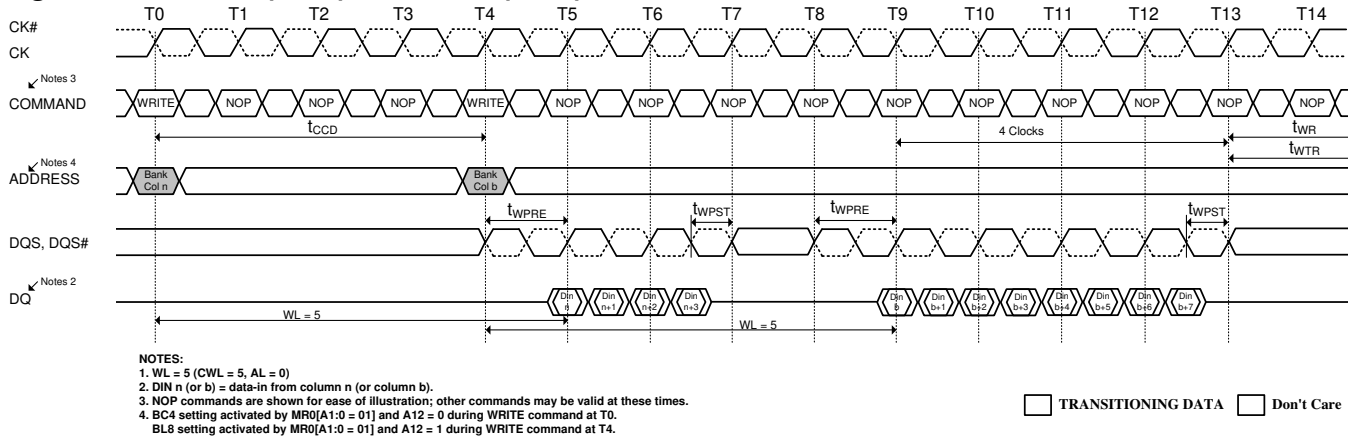 T0 T1 T2 T3 T4 T5 T6 T7 T8 T9 T10 T11 T12 T13 T14
CK#
CK
Notes 3
COMMAND WRITE NOP NOP NOP WRITE NOP NOP NOP NOP NOP NOP NOP NOP NOP NOP
tCCD 4 Clocks tWR
tWTR
Notes 4
ADDRESS Bank Col n Bank Col b
tWPRE tWPST tWPRE tWPST
DQS, DQS#
Notes 2
DQ Din n Din n+1 Din n+2 Din n+3 Din b Din b+1 Din b+2 Din b+3 Din b+4 Din b+5 Din b+6 Din b+7
WL = 5 WL = 5
NOTES:
1. WL = 5 (CWL = 5, AL = 0)
2. DIN n (or b) = data-in from column n (or column b).
3. NOP commands are shown for ease of illustration; other commands may be valid at these times.
4. BC4 setting activated by MR0[A1:0 = 01] and A12 = 0 during WRITE command at T0.
BL8 setting activated by MR0[A1:0 = 01] and A12 = 1 during WRITE command at T4.
TRANSITIONING DATA Don't Care